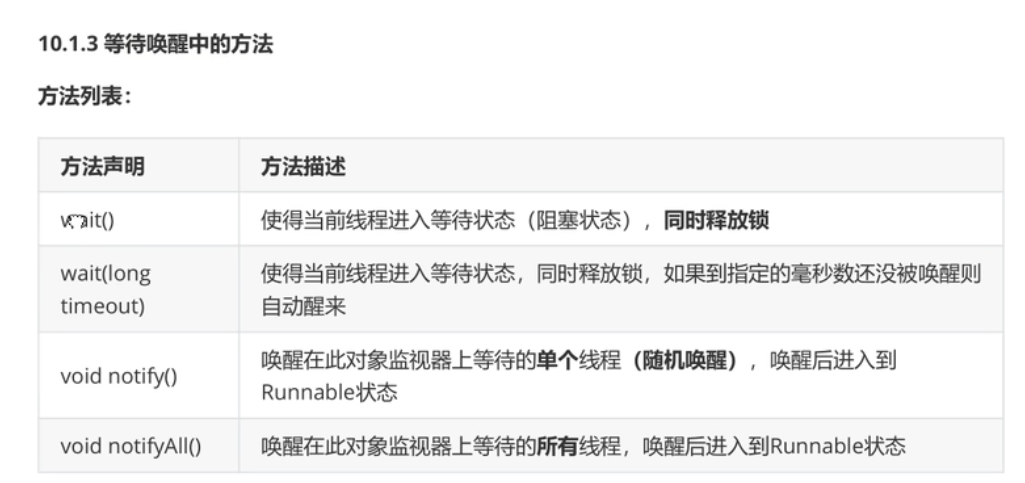 10.1.3 等待唤醒中的方法
方法列表：
方法声明 方法描述
wait() 使得当前线程进入等待状态（阻塞状态），同时释放锁
wait(long timeout) 使得当前线程进入等待状态，同时释放锁，如果到指定的毫秒数还没被唤醒则
自动醒来
void notify() 唤醒在此对象监视器上等待的单个线程（随机唤醒），唤醒后进入到
Runnable状态
void notifyAll() 唤醒在此对象监视器上等待的所有线程，唤醒后进入到Runnable状态